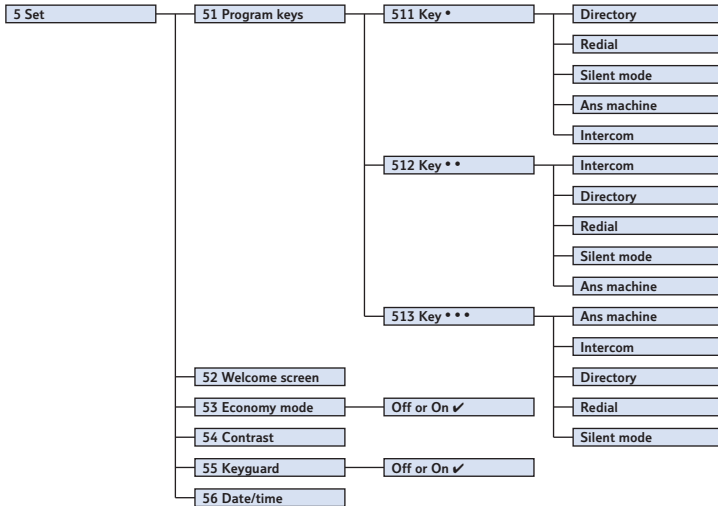 5 Set
51 Program keys
511 Key •
Directory
Redial
Silent mode
Ans machine
Intercom
512 Key • •
Intercom
Directory
Redial
Silent mode
Ans machine
513 Key • • •
Ans machine
Intercom
Directory
Redial
Silent mode
52 Welcome screen
53 Economy mode
Off or On ✔
54 Contrast
55 Keyguard
Off or On ✔
56 Date/time